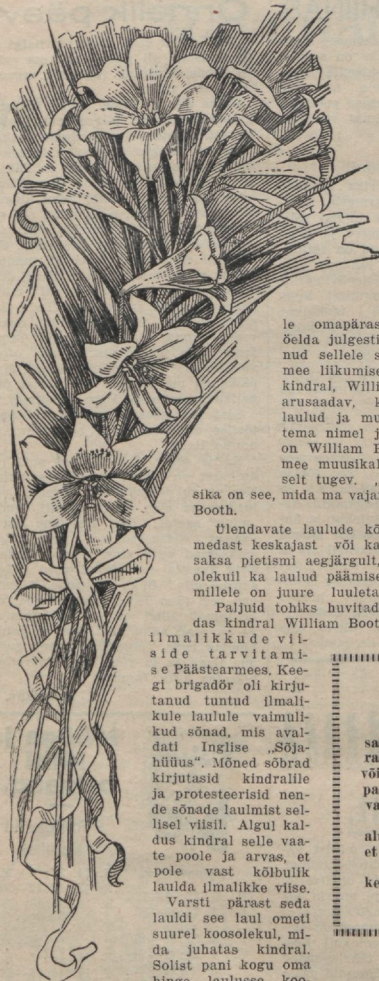 le omapäras
öelda julgesti
nud sellele s
mee liikumise
kindral, Willi
arusaadav, k
laulud ja mu
tema nimel j
on William B
mee muusikal
selt tugev. „
sika on see, mida ma vaja
Booth.
Ülendavate laulude kõ
medast keskajast või ka
saksa pietismi aegjärgult,
olekuil ka laulud päämise
millele on juure luuleta
Paljuid tohiks huvitad
das kindral William Boot
ilmalikkude vii-
side tarvitami-
se Päästearmees. Kee-
gi brigadör oli kirju-
tanud tuntud ilmali-
kule laulule vaimuli-
kud sõnad, mis aval-
dati Inglise „Sõja-
hüüus“. Mõned sõbrad
kirjutasid kindralile
ja protesteerisid nen-
de sõnade laulmist sel-
lisel viisil. Algul kal-
dus kindral selle vaa-
te poole ja arvas, et
pole vast kõlbulik
laulda ilmalikke viise.
Varsti pärast seda
lauldi see laul ometi
suurel koosolekul, mi-
da juhatas kindral.
Solist pani kogu oma
hinge laulusse koo-
sa
ra
või
pa
va
alu
et
ke